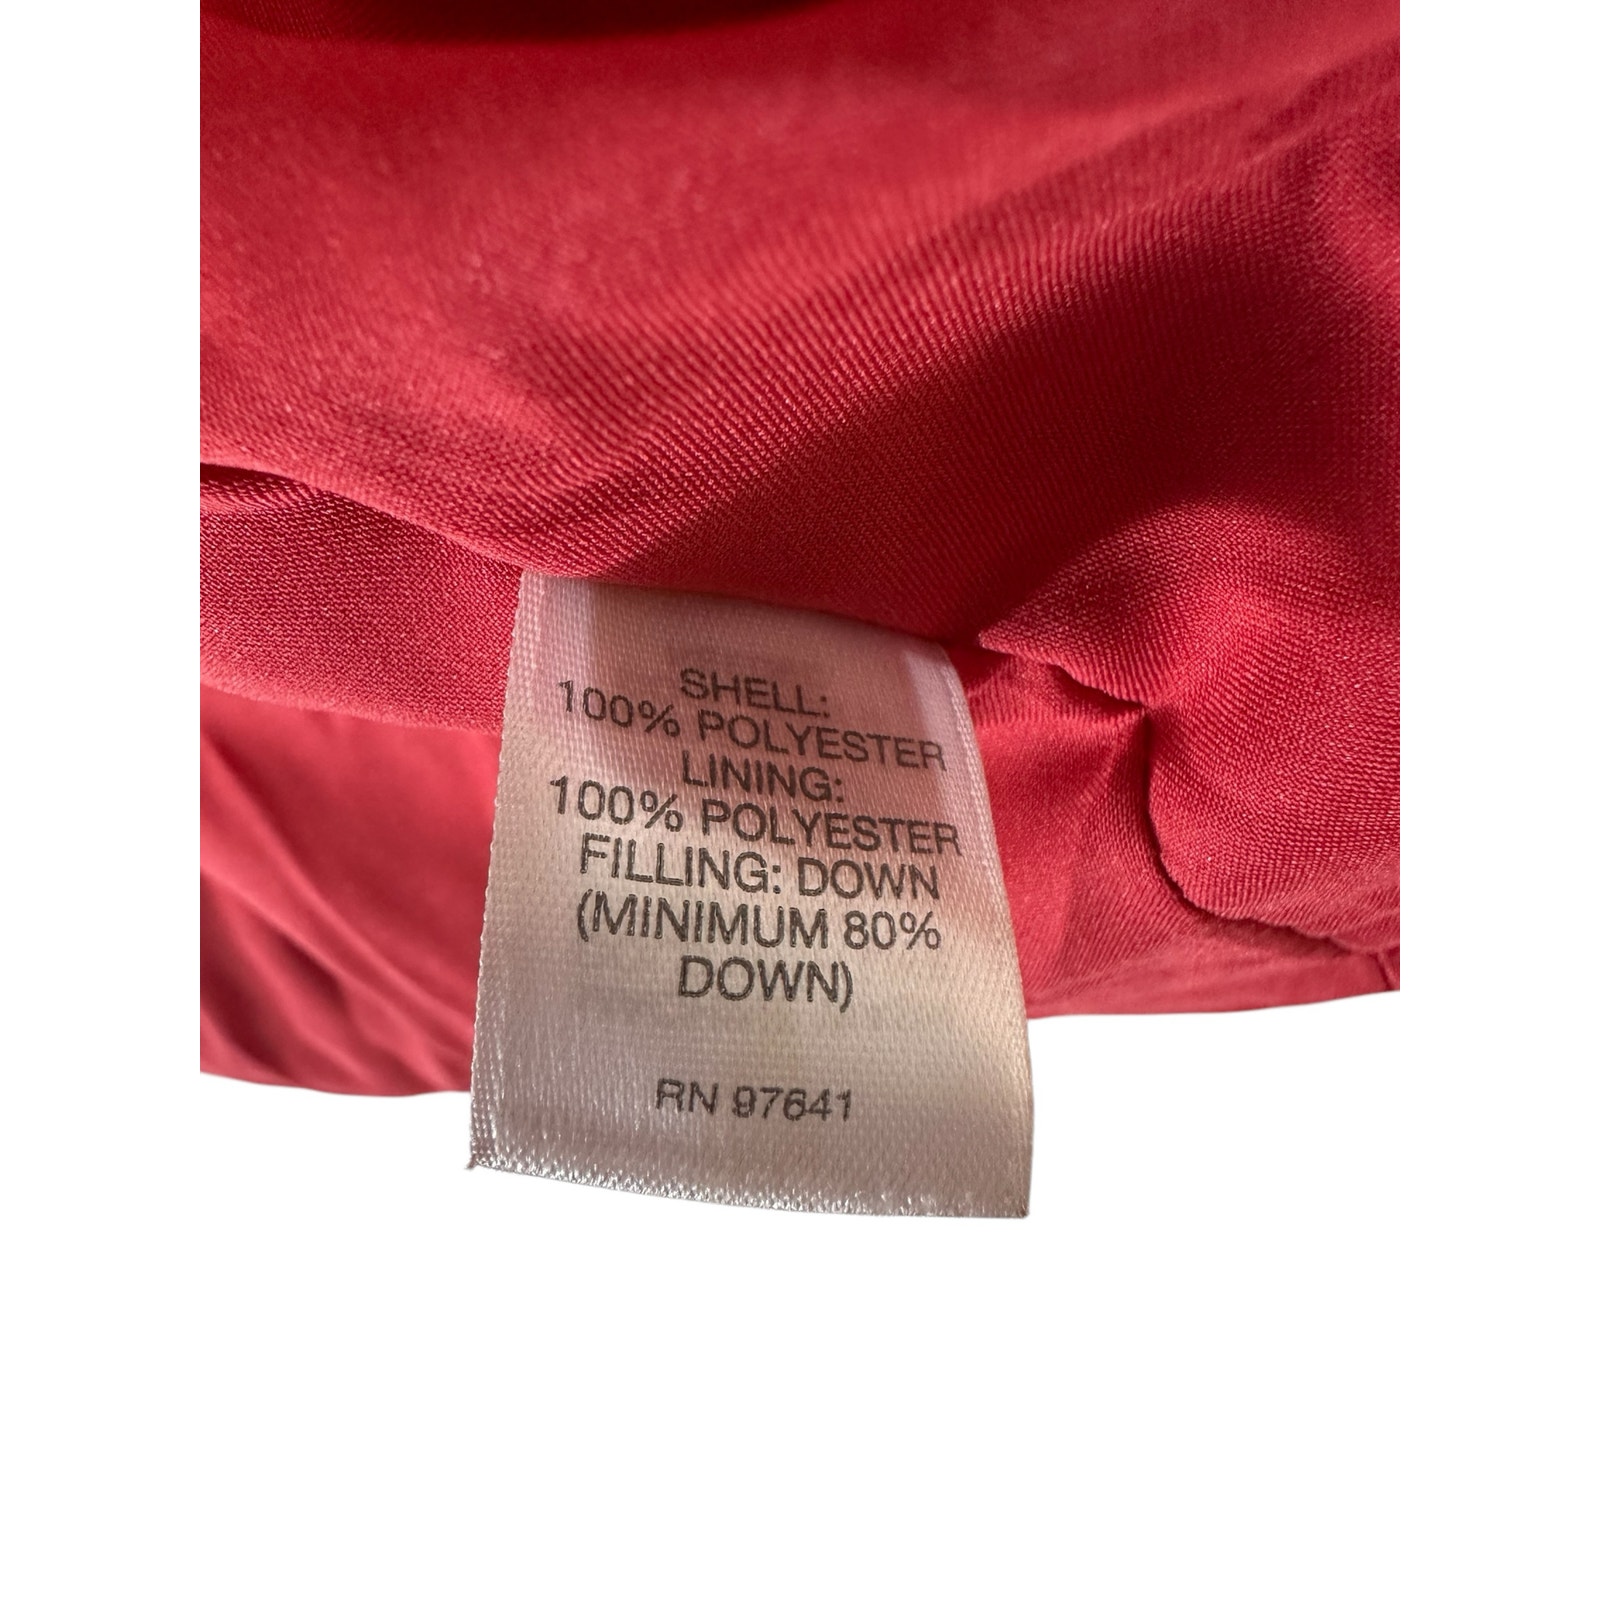 SHELL:
100% POLYESTER
LINING:
100% POLYESTER
FILLING: DOWN
(MINIMUM 80%
DOWN)
RN 97641